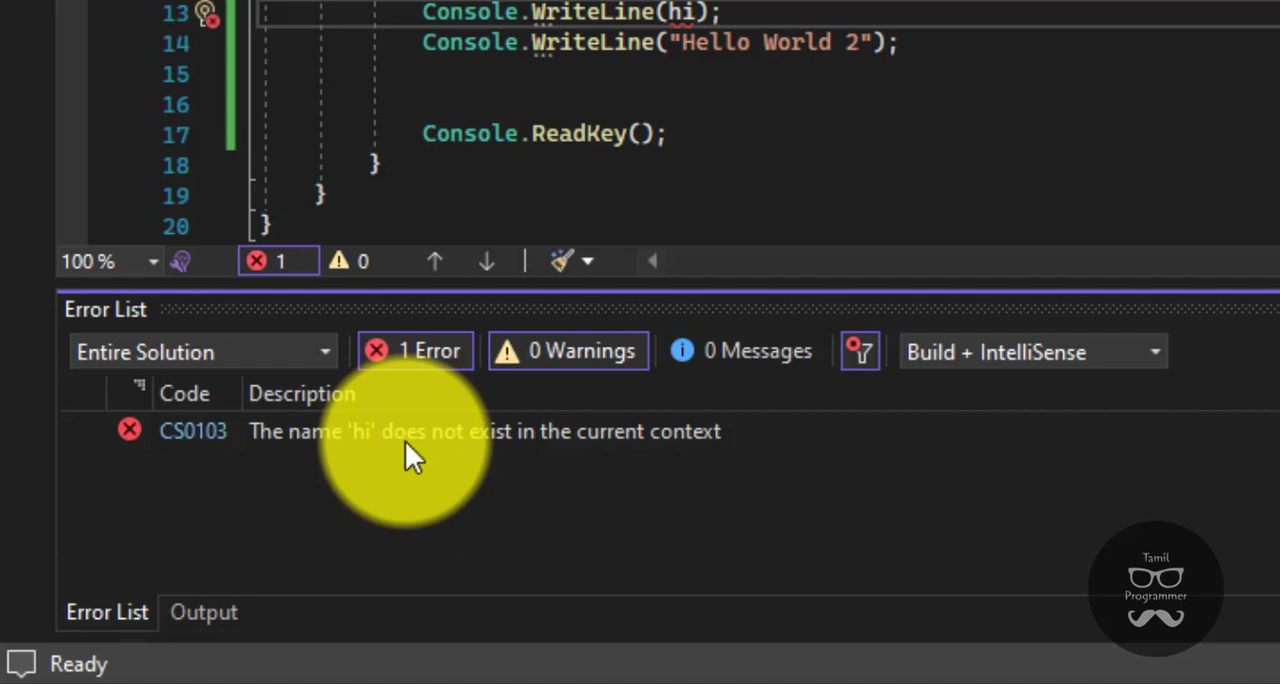 13 Console.WriteLine(hi);
14 Console.WriteLine("Hello World 2");
15
16
17 Console.ReadKey();
18 }
19 }
20 }
100 % 1 0
Error List
Entire Solution 1 Error 0 Warnings 0 Messages Build + IntelliSense
Code Description
CS0103 The name 'hi' does not exist in the current context
Tamil
Programmer
Error List Output
Ready